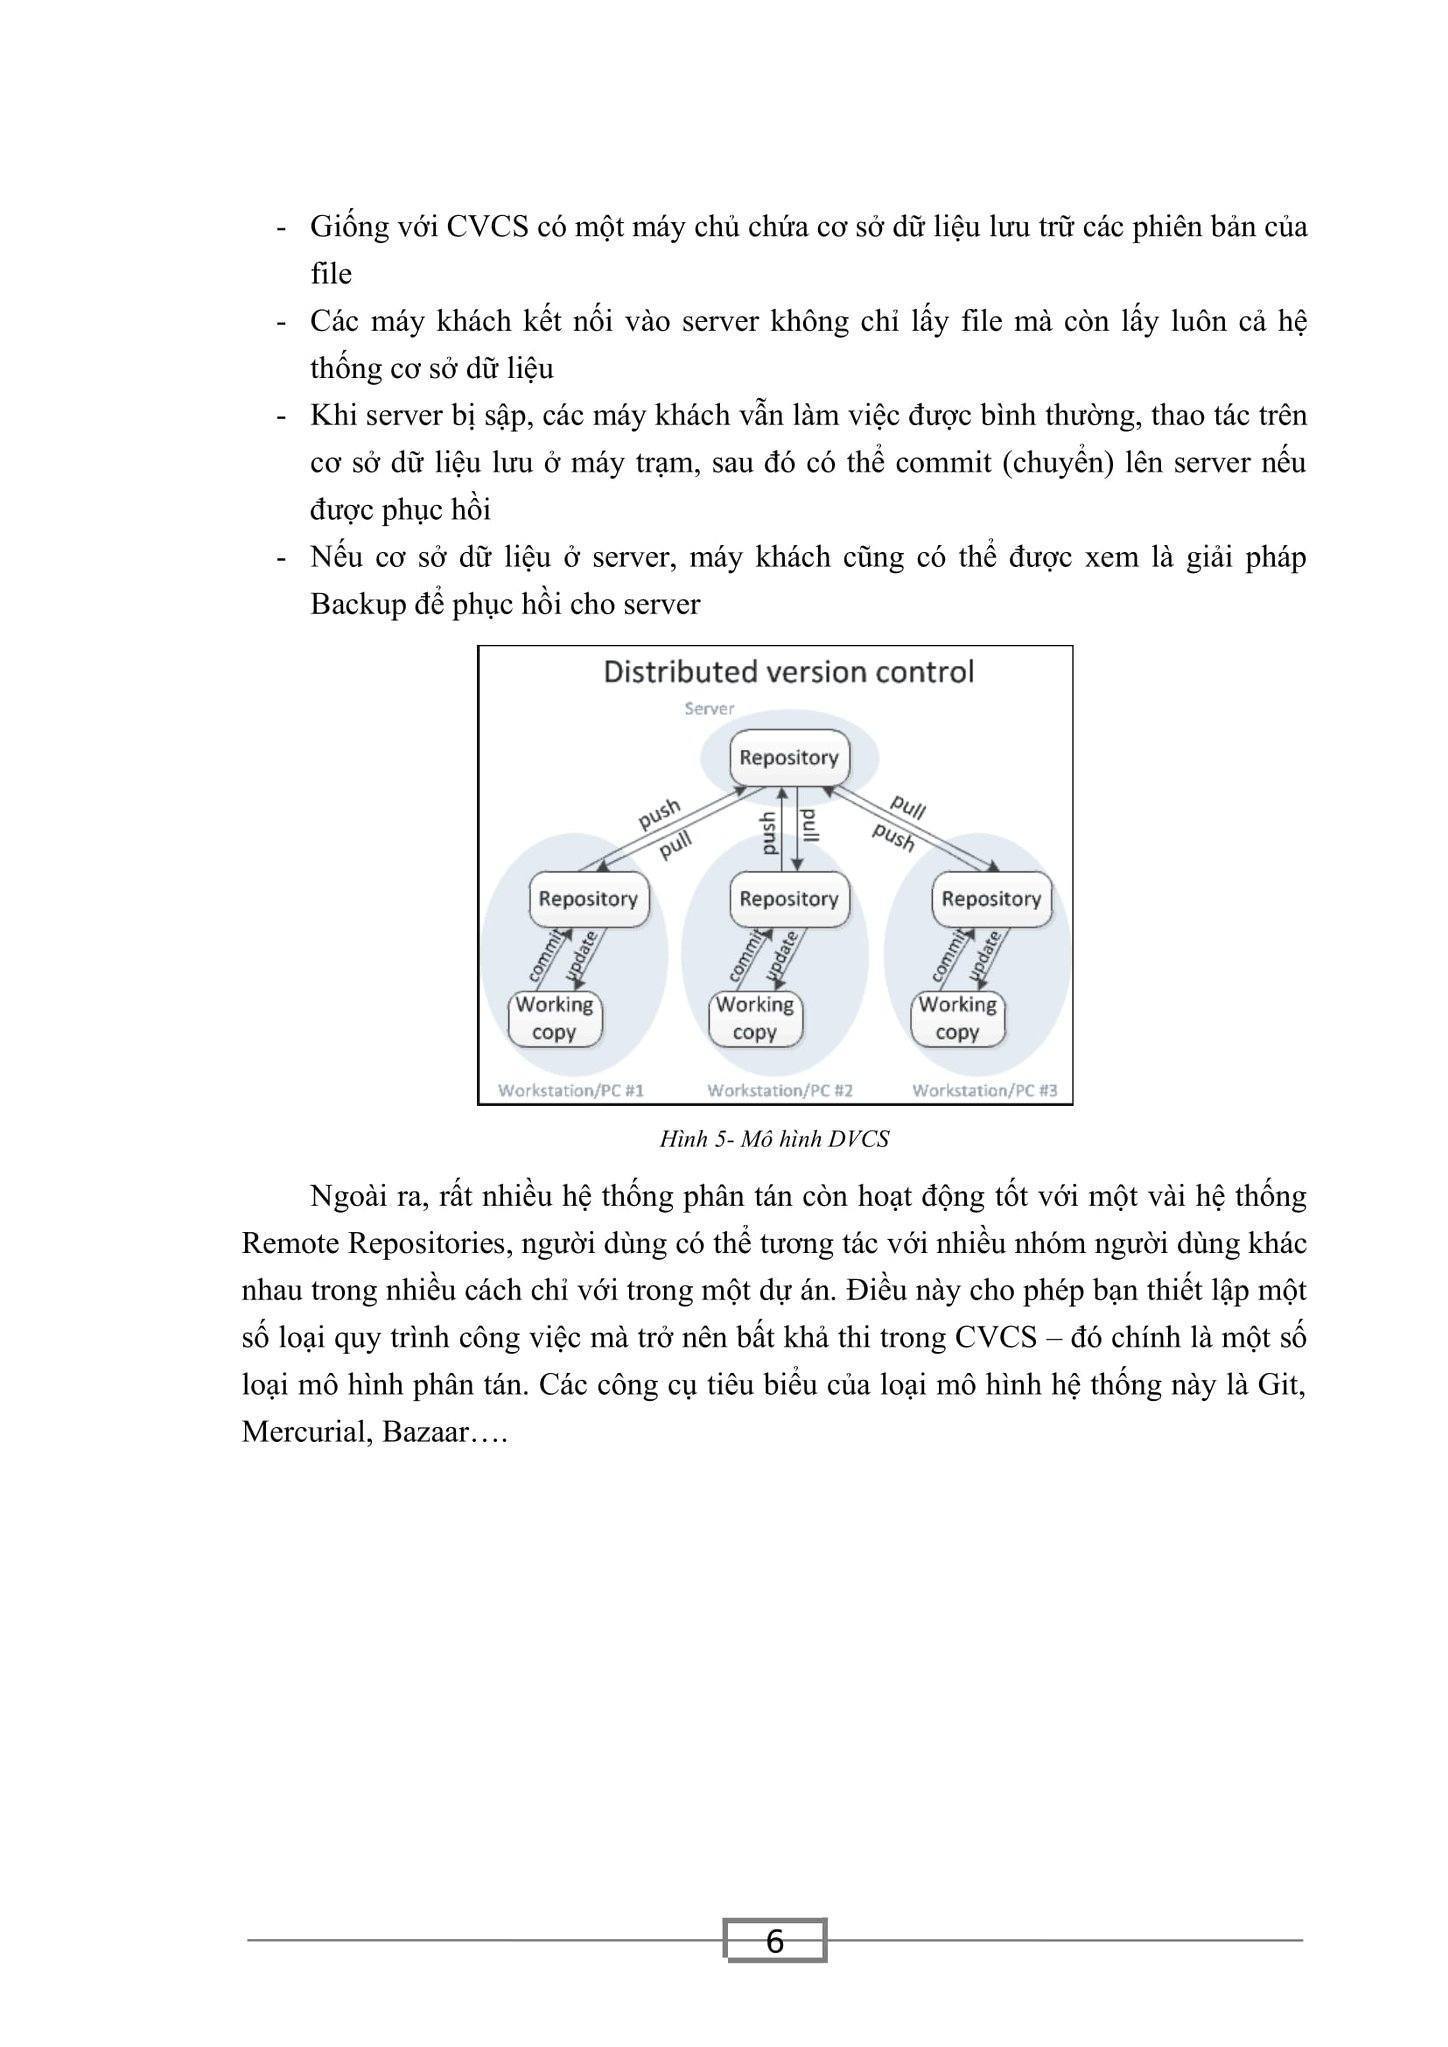 - Giống với CVCS có một máy chủ chứa cơ sở dữ liệu lưu trữ các phiên bản của
file
- Các máy khách kết nối vào server không chỉ lấy file mà còn lấy luôn cả hệ
thống cơ sở dữ liệu
- Khi server bị sập, các máy khách vẫn làm việc được bình thường, thao tác trên
cơ sở dữ liệu lưu ở máy trạm, sau đó có thể commit (chuyển) lên server nếu
được phục hồi
- Nếu cơ sở dữ liệu ở server, máy khách cũng có thể được xem là giải pháp
Backup để phục hồi cho server
Distributed version control
Server
Repository
push
pull
push
pull
pull
push
Repository
Repository
Repository
commit
update
commit
update
commit
update
Working
copy
Working
copy
Working
copy
Workstation/PC #1
Workstation/PC #2
Workstation/PC #3
Hình 5- Mô hình DVCS
Ngoài ra, rất nhiều hệ thống phân tán còn hoạt động tốt với một vài hệ thống
Remote Repositories, người dùng có thể tương tác với nhiều nhóm người dùng khác
nhau trong nhiều cách chỉ với trong một dự án. Điều này cho phép bạn thiết lập một
số loại quy trình công việc mà trở nên bất khả thi trong CVCS – đó chính là một số
loại mô hình phân tán. Các công cụ tiêu biểu của loại mô hình hệ thống này là Git,
Mercurial, Bazaar….
6